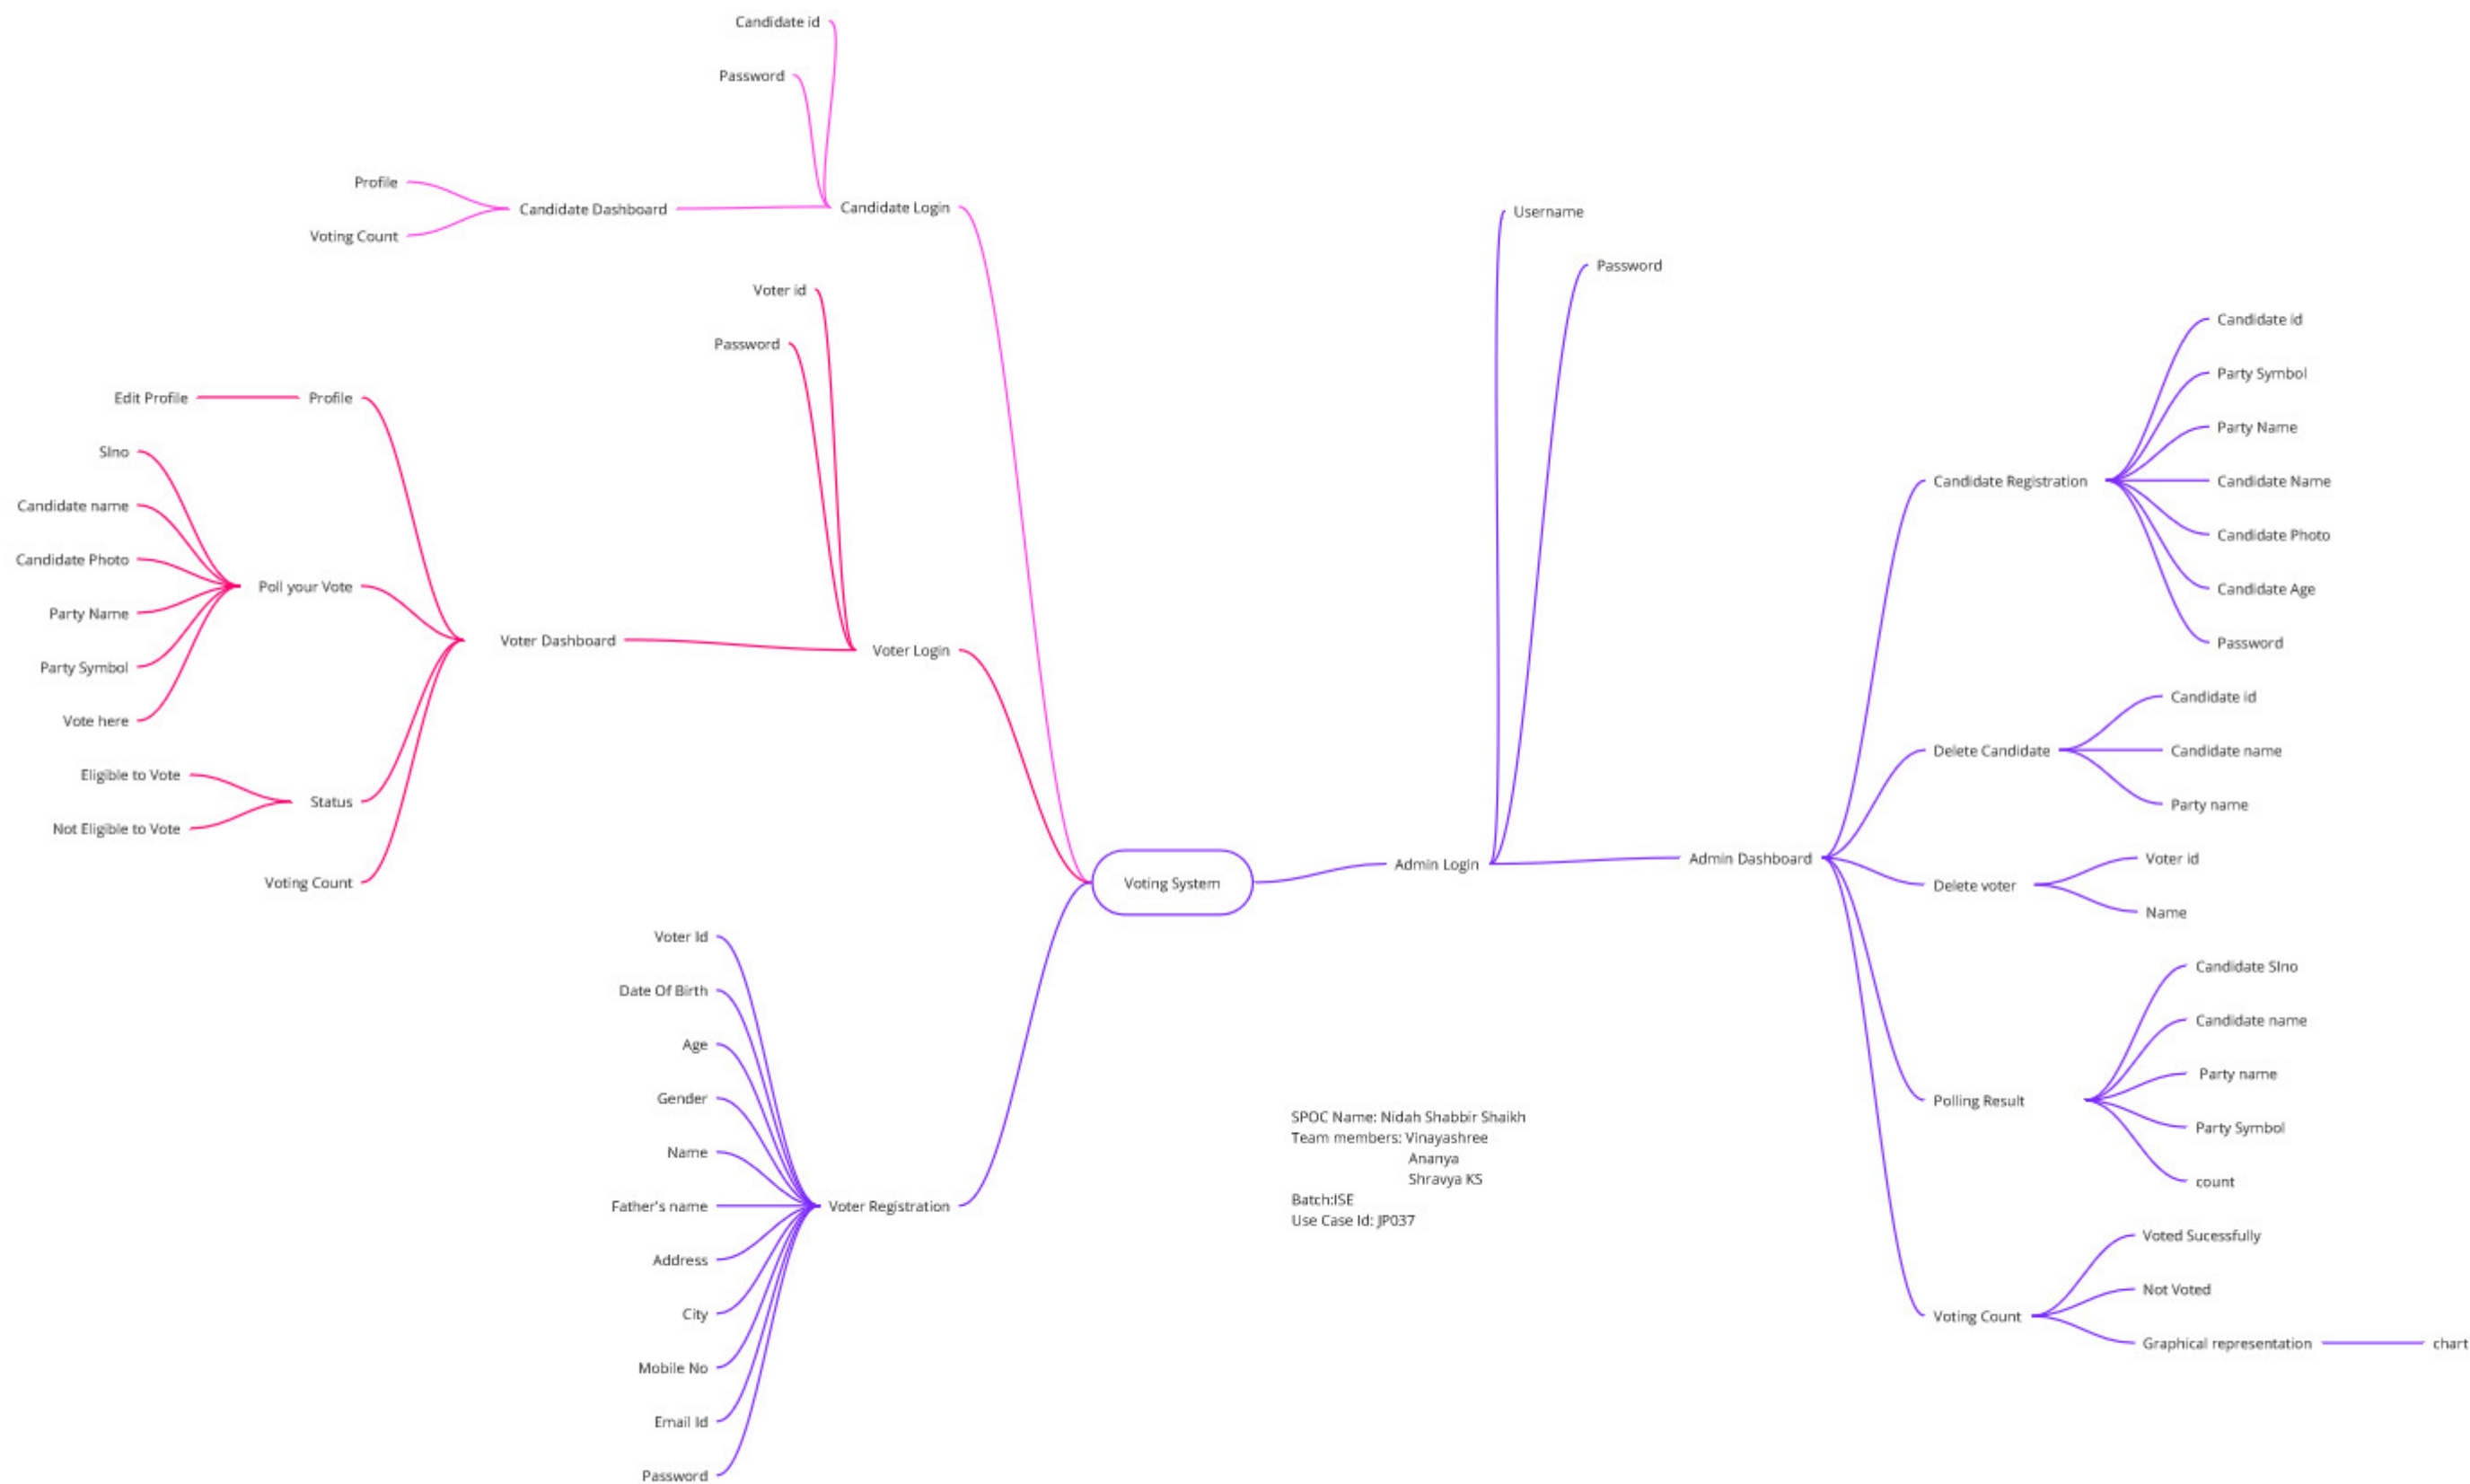 Candidate id
Password
Profile
Candidate Dashboard
Candidate Login
Voting Count
Voter id
Password
Edit Profile
Profile
Slno
Candidate name
Candidate Photo
Poll your Vote
Party Name
Party Symbol
Vote here
Voter Dashboard
Voter Login
Eligible to Vote
Status
Not Eligible to Vote
Voting Count
Voting System
Voter Id
Date Of Birth
Age
Gender
Name
Father's name
Voter Registration
Address
City
Mobile No
Email Id
Password
Username
Password
Admin Login
Admin Dashboard
Candidate Registration
Candidate id
Party Symbol
Party Name
Candidate Name
Candidate Photo
Candidate Age
Password
Delete Candidate
Candidate id
Candidate name
Party name
Delete voter
Voter id
Name
Polling Result
Candidate Slno
Candidate name
Party name
Party Symbol
count
Voting Count
Voted Sucessfully
Not Voted
Graphical representation
chart
SPOC Name: Nidah Shabbir Shaikh
Team members: Vinayashree
Ananya
Shravya KS
Batch:ISE
Use Case Id: JP037